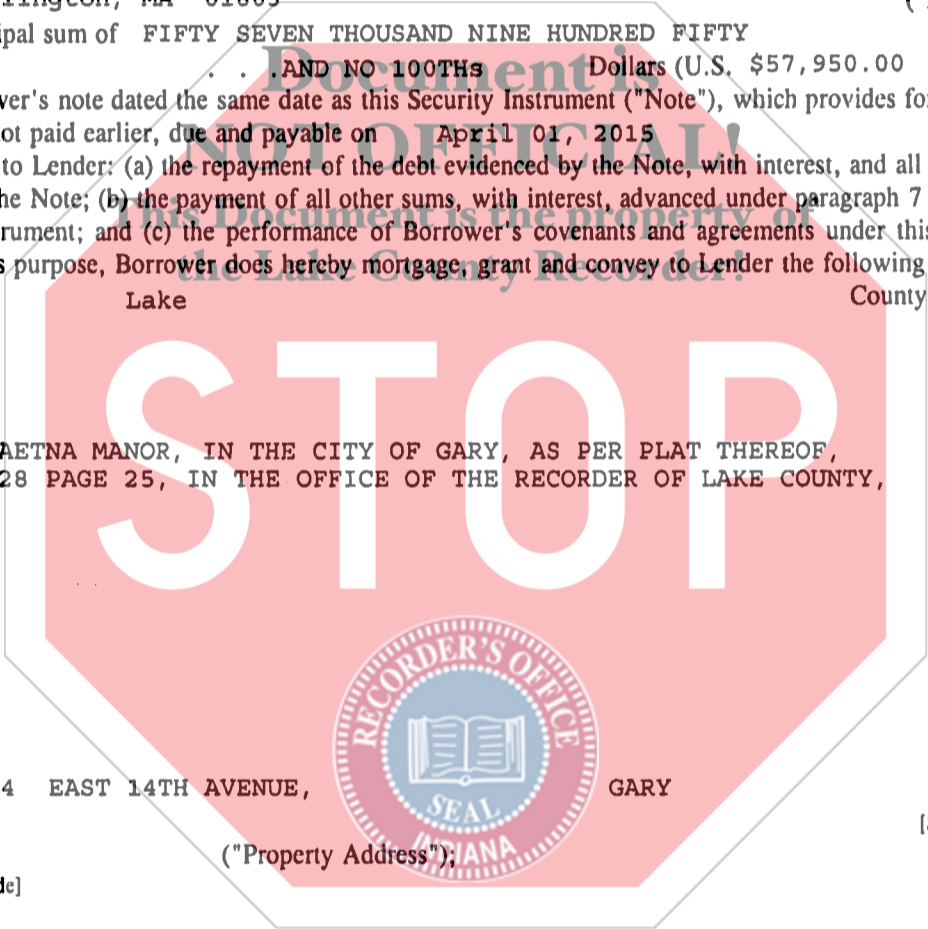 MA 01803
ipal sum of FIFTY SEVEN THOUSAND NINE HUNDRED FIFTY
. . .AND NO 100THs Dollars (U.S. $57,950.00
ver's note dated the same date as this Security Instrument ("Note"), which provides for
ot paid earlier, due and payable on April 01, 2015
to Lender: (a) the repayment of the debt evidenced by the Note, with interest, and all
he Note; (b) the payment of all other sums, with interest, advanced under paragraph 7
rument; and (c) the performance of Borrower's covenants and agreements under this
s purpose, Borrower does hereby mortgage, grant and convey to Lender the following
Lake County
Document is
NOT OFFICIAL!
This Document is the property of
the Lake County Recorder!
STOP
AETNA MANOR, IN THE CITY OF GARY, AS PER PLAT THEREOF,
28 PAGE 25, IN THE OFFICE OF THE RECORDER OF LAKE COUNTY,
RECORDER'S OFFICE
SEAL
INDIANA
4 EAST 14TH AVENUE, GARY
("Property Address");
de]